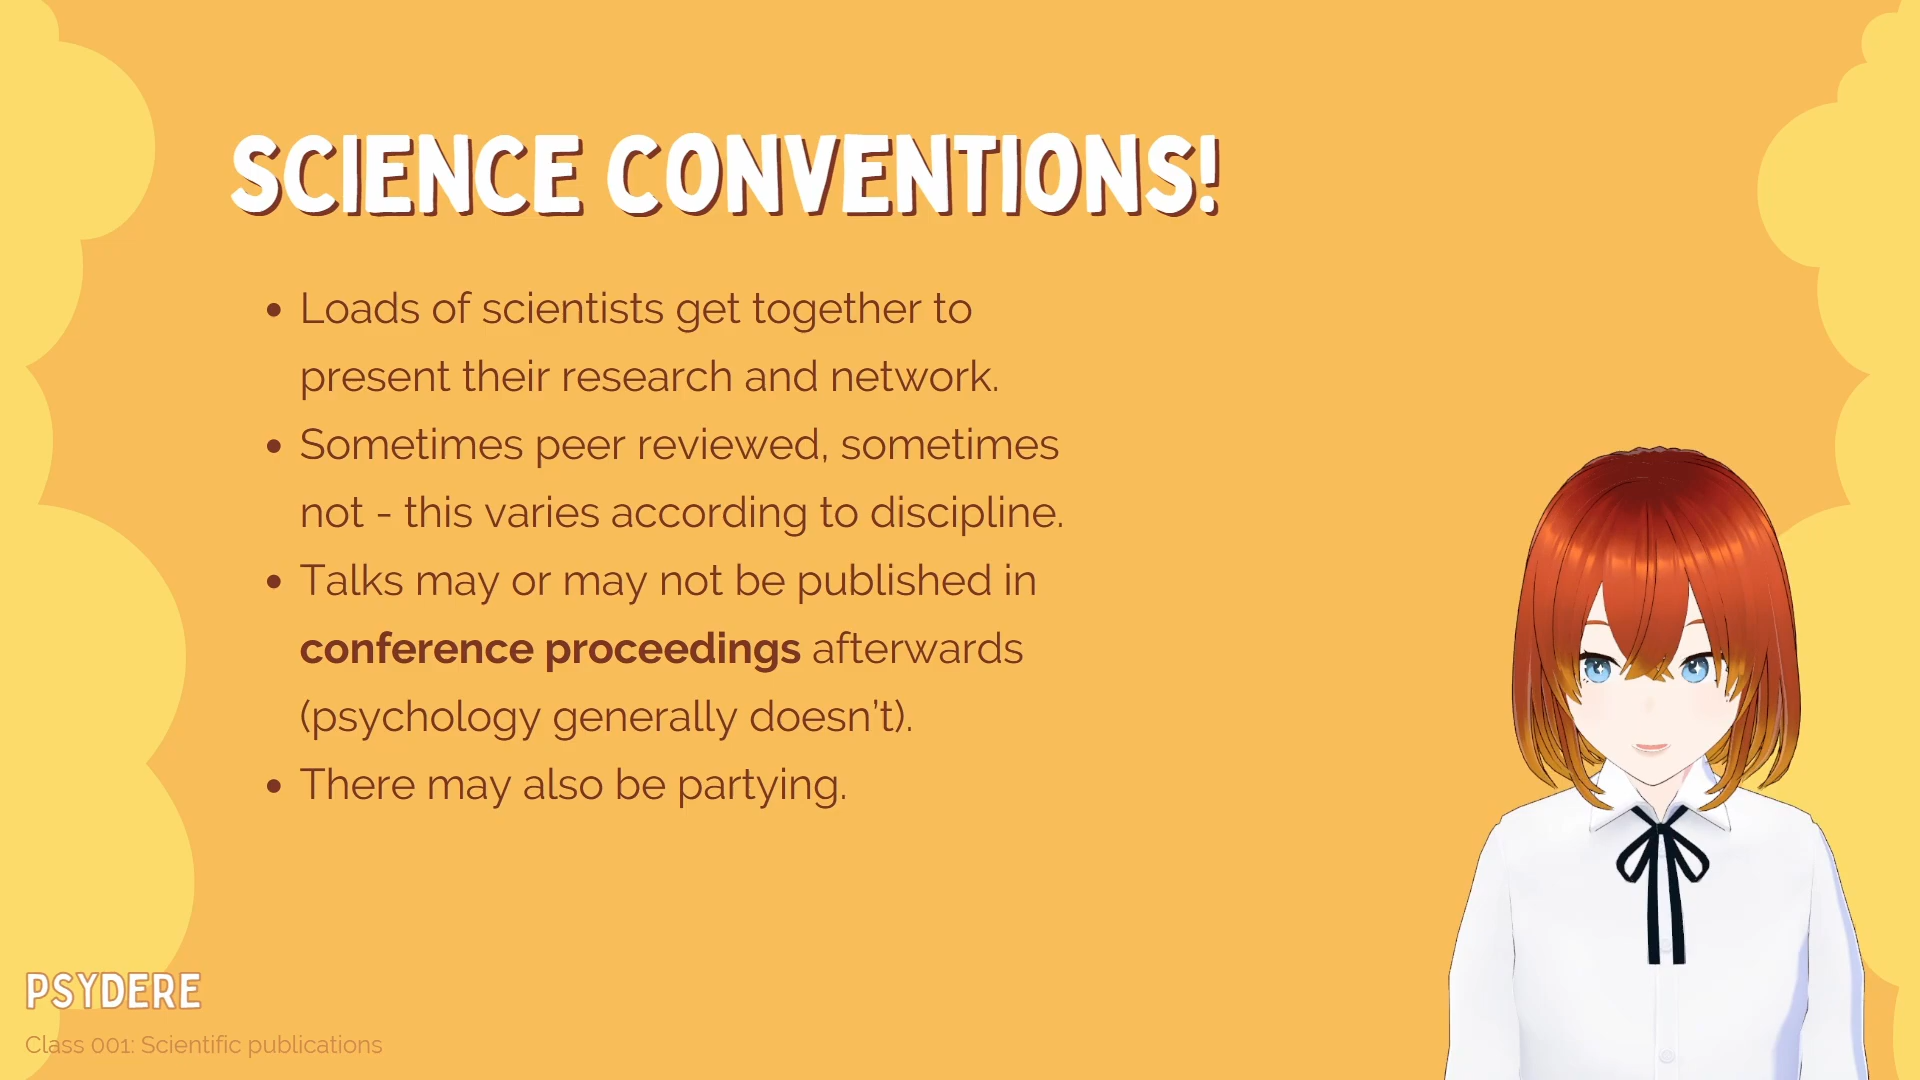 SCIENCE CONVENTIONS!
• Loads of scientists get together to
present their research and network.
• Sometimes peer reviewed, sometimes
not - this varies according to discipline.
• Talks may or may not be published in
conference proceedings afterwards
(psychology generally doesn’t).
• There may also be partying.
PSYDERE
Class 001: Scientific publications